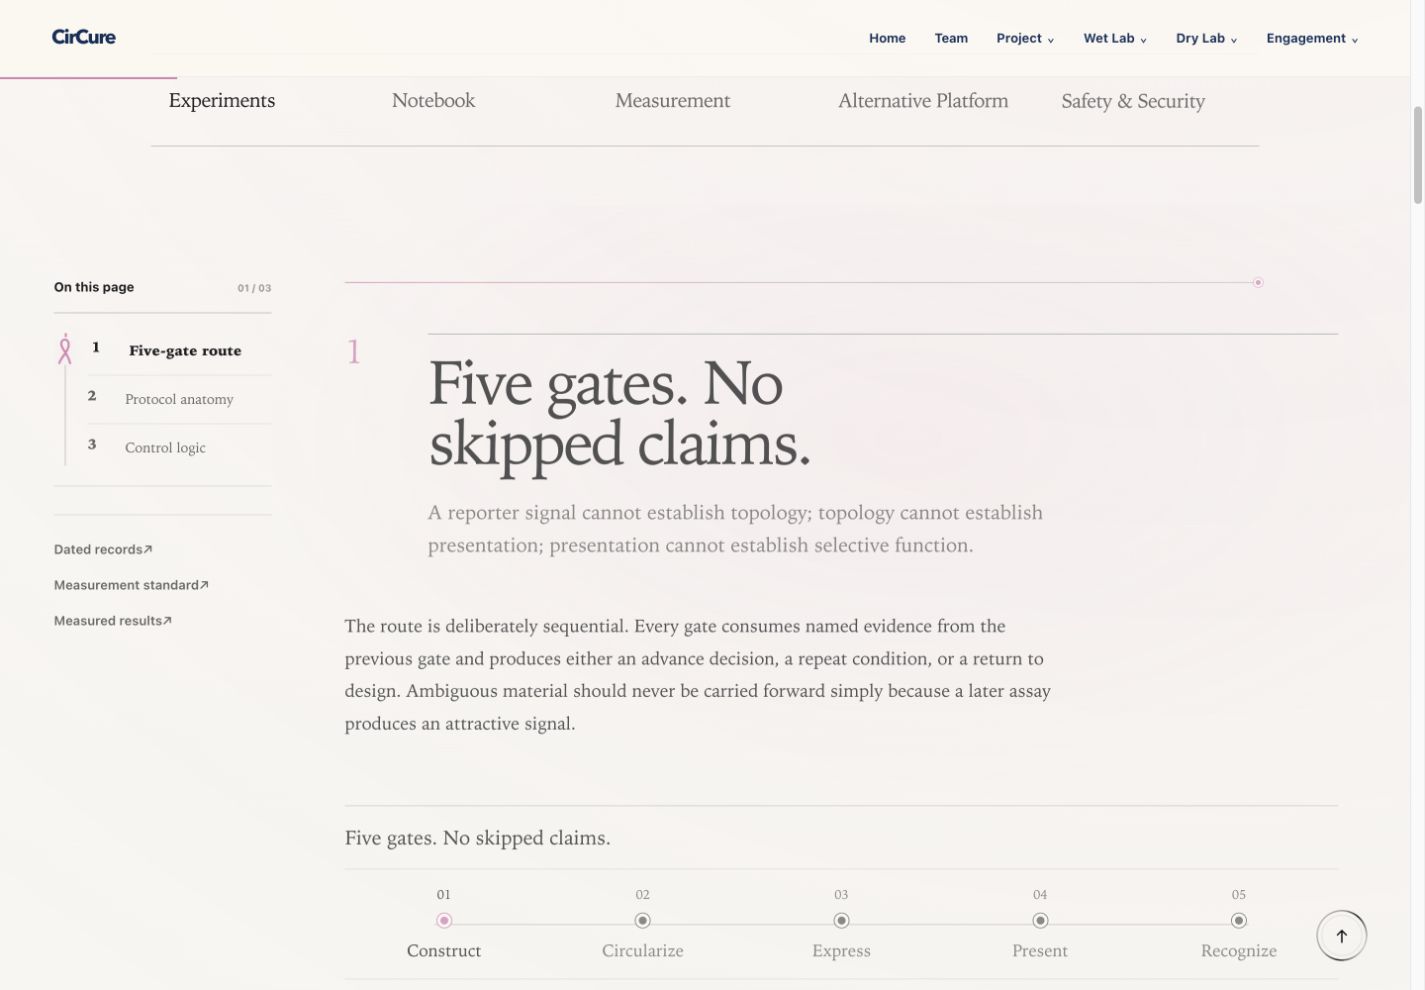 CirCure
Home Team Project Wet Lab Dry Lab Engagement
Experiments Notebook Measurement Alternative Platform Safety & Security
On this page 01 / 03
1 Five-gate route
2 Protocol anatomy
3 Control logic
Dated records↗
Measurement standard↗
Measured results↗
1
Five gates. No
skipped claims.
A reporter signal cannot establish topology; topology cannot establish
presentation; presentation cannot establish selective function.
The route is deliberately sequential. Every gate consumes named evidence from the
previous gate and produces either an advance decision, a repeat condition, or a return to
design. Ambiguous material should never be carried forward simply because a later assay
produces an attractive signal.
Five gates. No skipped claims.
01 02 03 04 05
Construct Circularize Express Present Recognize